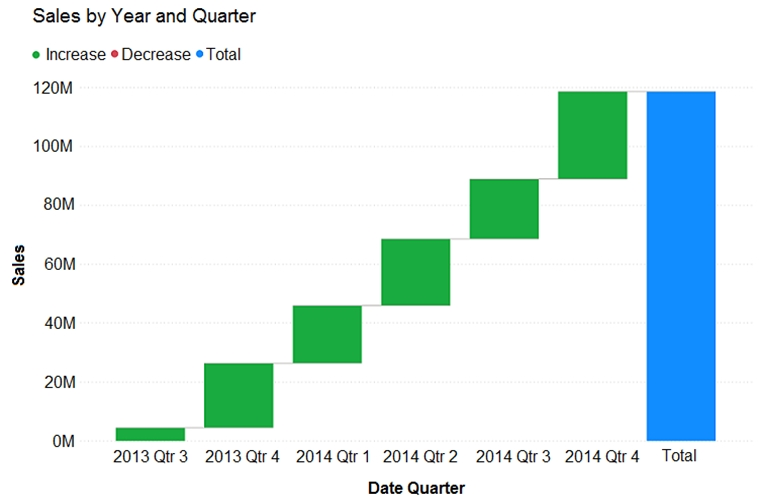 Sales by Year and Quarter
Increase Decrease Total
120M
100M
80M
60M
40M
20M
0M
Sales
2013 Qtr 3 2013 Qtr 4 2014 Qtr 1 2014 Qtr 2 2014 Qtr 3 2014 Qtr 4 Total
Date Quarter